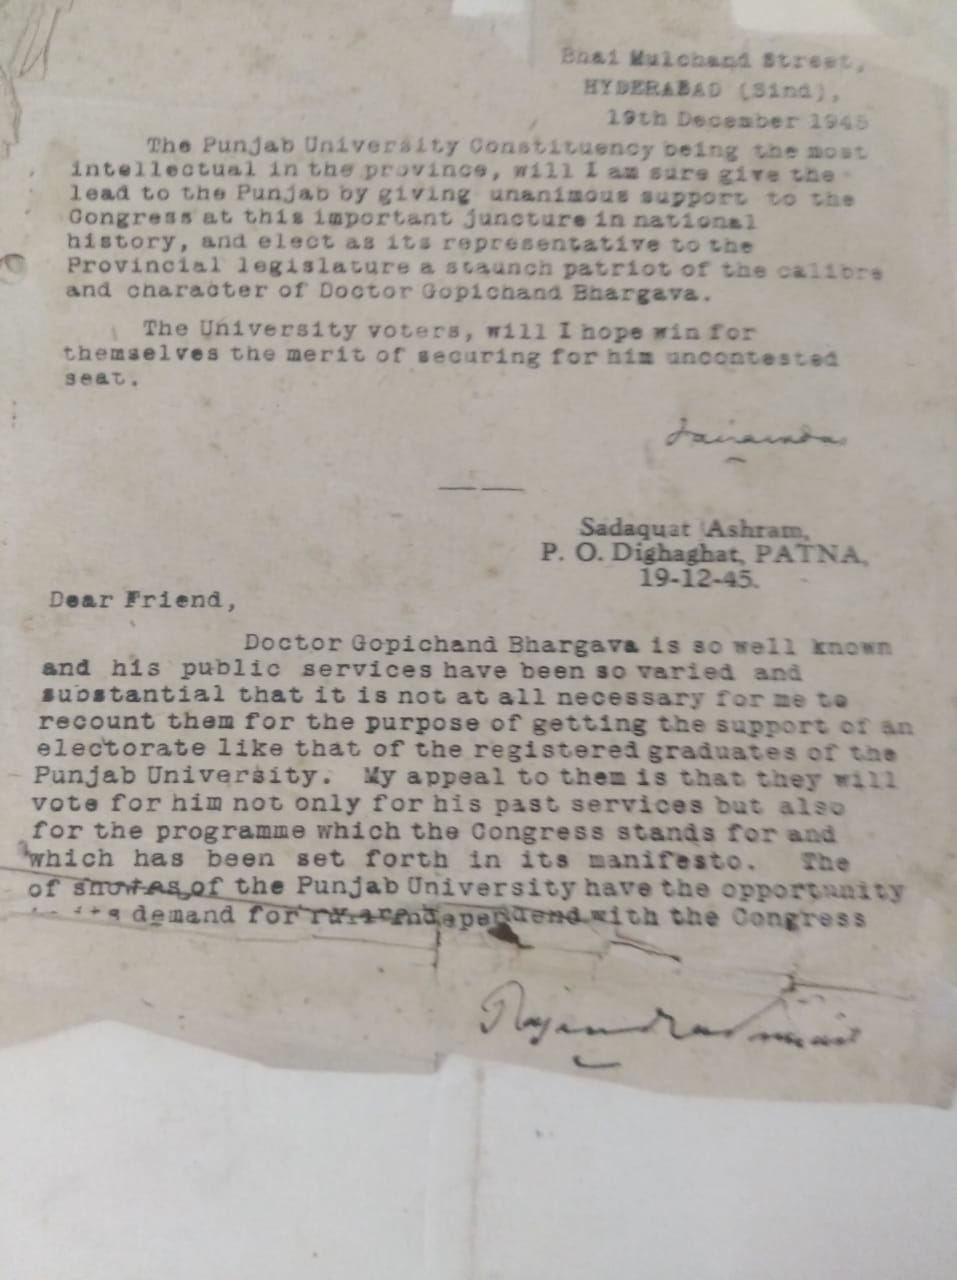 Bhai Mulchand Street,
HYDERABAD (Sind),
19th December 1945
The Punjab University Constituency being the most
intellectual in the province, will I am sure give the
lead to the Punjab by giving unanimous support to the
Congress at this important juncture in national
history, and elect as its representative to the
Provincial legislature a staunch patriot of the calibre
and character of Doctor Gopichand Bhargava.
The University voters, will I hope win for
themselves the merit of securing for him uncontested
seat.
Jairamdas
Sadaquat Ashram,
P. O. Dighaghat, PATNA.
19-12-45.
Dear Friend,
Doctor Gopichand Bhargava is so well known
and his public services have been so varied and
substantial that it is not at all necessary for me to
recount them for the purpose of getting the support of an
electorate like that of the registered graduates of the
Punjab University. My appeal to them is that they will
vote for him not only for his past services but also
for the programme which the Congress stands for and
which has been set forth in its manifesto. The
of of the Punjab University have the opportunity
demand for with the Congress
Rajendra Prasad